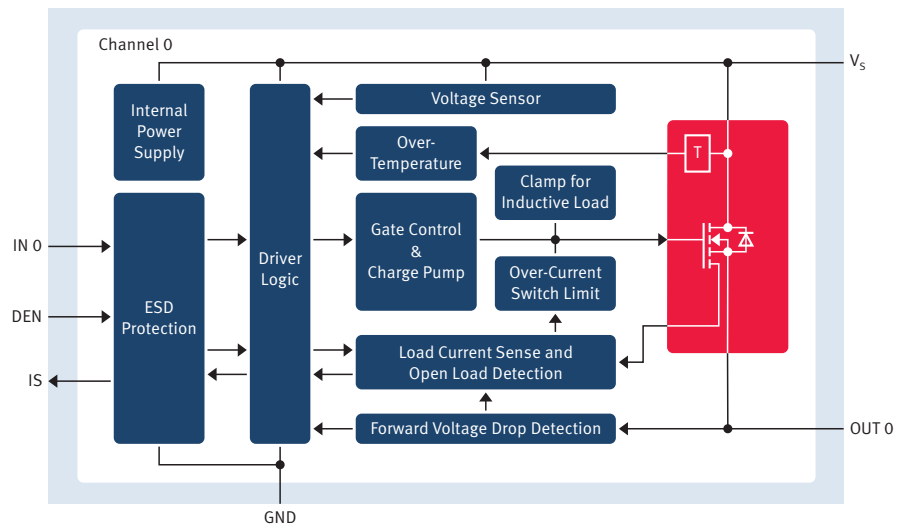 Channel 0
V_S
Internal
Power
Supply
Voltage Sensor
Over-
Temperature
T
Clamp for
Inductive Load
IN 0
Driver
Logic
Gate Control
&
Charge Pump
Over-Current
Switch Limit
DEN
ESD
Protection
Load Current Sense and
Open Load Detection
IS
Forward Voltage Drop Detection
OUT 0
GND